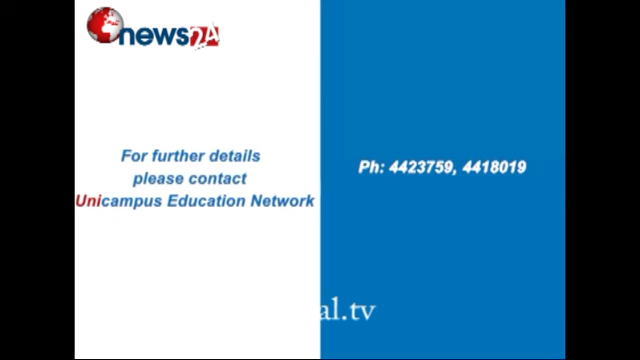 news24
For further details
please contact
Unicampus Education Network
Ph: 4423759, 4418019
al.tv